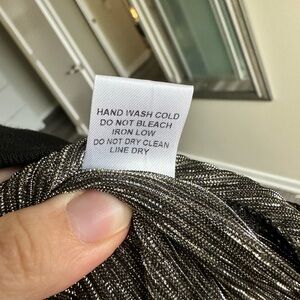 HAND WASH COLD
DO NOT BLEACH
IRON LOW
DO NOT DRY CLEAN
LINE DRY